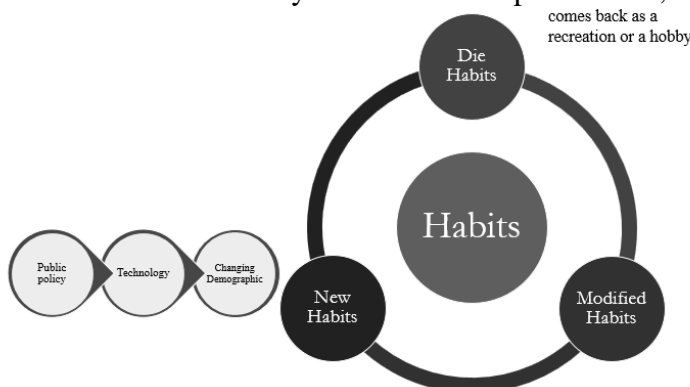 comes back as a
recreation or a hobby
Die
Habits
Habits
Public
policy
Technology
Changing
Demographic
New
Habits
Modified
Habits